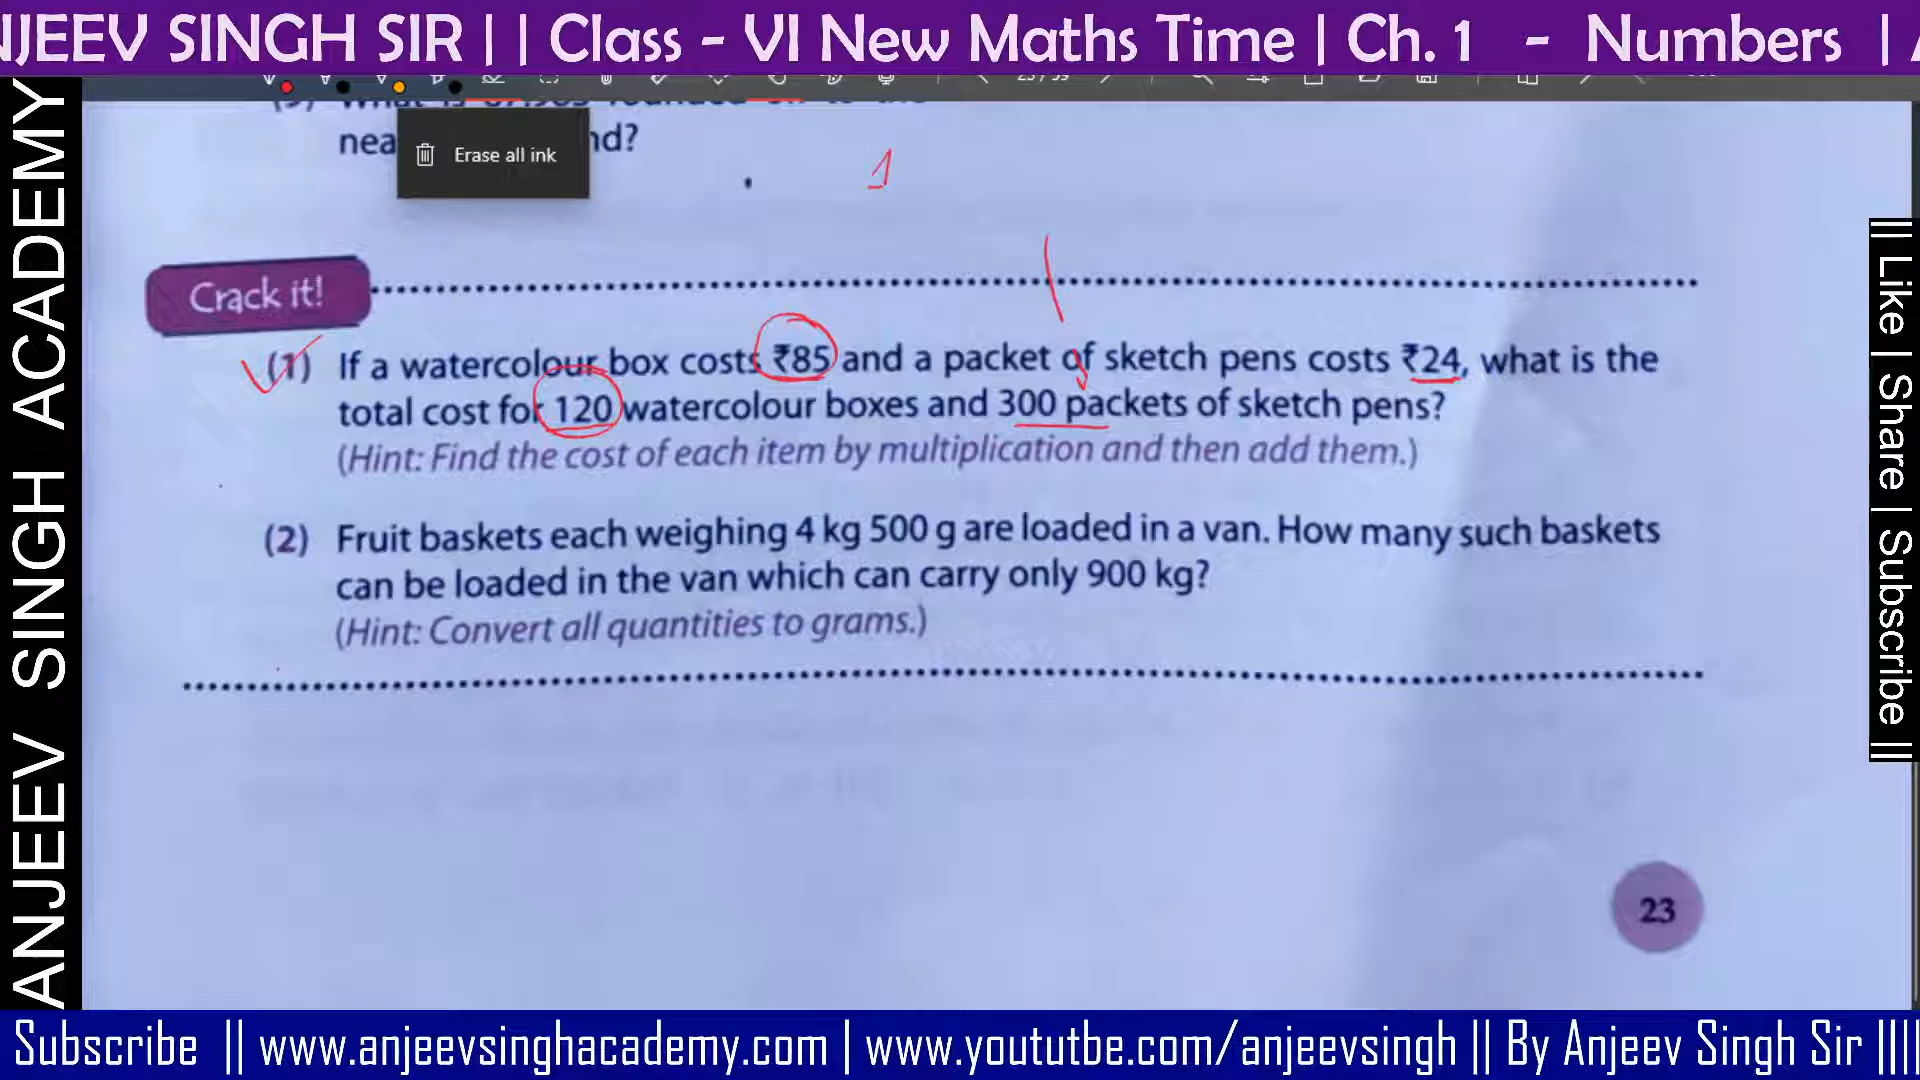 NJEEV SINGH SIR | | Class - VI New Maths Time | Ch. 1 - Numbers |
ANJEEV SINGH ACADEMY
nea
nd?
Erase all ink
1
Crack it!
(1) If a watercolour box costs ₹85 and a packet of sketch pens costs ₹24, what is the
total cost for 120 watercolour boxes and 300 packets of sketch pens?
(Hint: Find the cost of each item by multiplication and then add them.)
(2) Fruit baskets each weighing 4 kg 500 g are loaded in a van. How many such baskets
can be loaded in the van which can carry only 900 kg?
(Hint: Convert all quantities to grams.)
23
|| Like | Share | Subscribe ||
Subscribe || www.anjeevsinghacademy.com | www.yoututbe.com/anjeevsingh || By Anjeev Singh Sir ||||